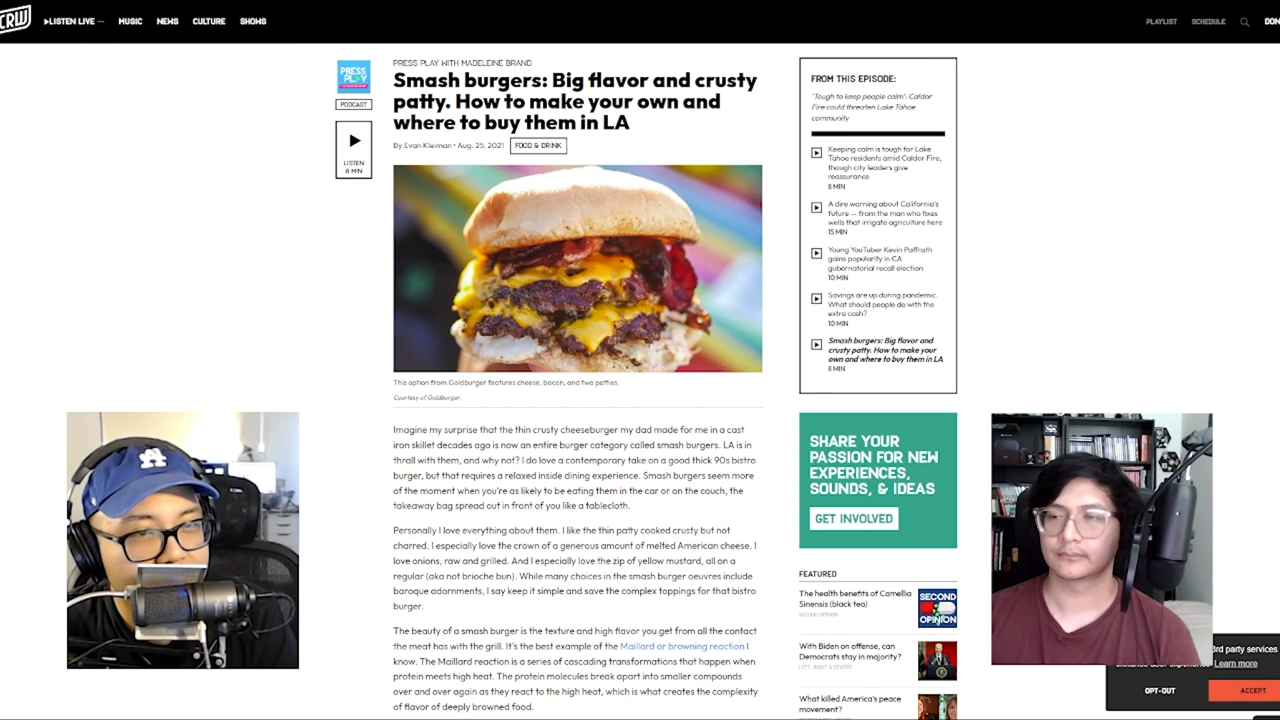 CRW
LISTEN LIVE ···
MUSIC
NEWS
CULTURE
SHOWS
PLAYLIST
SCHEDULE
DON
PRESS
PLAY
PODCAST
LISTEN
8 MIN
PRESS PLAY WITH MADELEINE BRAND
Smash burgers: Big flavor and crusty
patty. How to make your own and
where to buy them in LA
By Evan Kleiman • Aug. 25, 2021
FOOD & DRINK
This option from Goldburger features cheese, bacon, and two patties.
Courtesy of Goldburger.
Imagine my surprise that the thin crusty cheeseburger my dad made for me in a cast
iron skillet decades ago is now an entire burger category called smash burgers. LA is in
thrall with them, and why not? I do love a contemporary take on a good thick 90s bistro
burger, but that requires a relaxed inside dining experience. Smash burgers seem more
of the moment when you're as likely to be eating them in the car or on the couch, the
takeaway bag spread out in front of you like a tablecloth.
Personally I love everything about them. I like the thin patty cooked crusty but not
charred. I especially love the crown of a generous amount of melted American cheese. I
love onions, raw and grilled. And I especially love the zip of yellow mustard, all on a
regular (aka not brioche bun). While many choices in the smash burger oeuvres include
baroque adornments, I say keep it simple and save the complex toppings for that bistro
burger.
The beauty of a smash burger is the texture and high flavor you get from all the contact
the meat has with the grill. It's the best example of the Maillard or browning reaction I
know. The Maillard reaction is a series of cascading transformations that happen when
protein meets high heat. The protein molecules break apart into smaller compounds
over and over again as they react to the high heat, which is what creates the complexity
of flavor of deeply browned food.
FROM THIS EPISODE:
'Tough to keep people calm': Caldor
Fire could threaten Lake Tahoe
community
Keeping calm is tough for Lake
Tahoe residents amid Caldor Fire,
though city leaders give
reassurance
8 MIN
A dire warning about California's
future — from the man who fixes
wells that irrigate agriculture here
15 MIN
Young YouTuber Kevin Paffrath
gains popularity in CA
gubernatorial recall election
10 MIN
Savings are up during pandemic.
What should people do with the
extra cash?
10 MIN
Smash burgers: Big flavor and
crusty patty. How to make your
own and where to buy them in LA
8 MIN
SHARE YOUR
PASSION FOR NEW
EXPERIENCES,
SOUNDS, & IDEAS
GET INVOLVED
FEATURED
The health benefits of Camellia
Sinensis (black tea)
SECOND OPINION
SECOND
OPINION
With Biden on offense, can
Democrats stay in majority?
LEFT, RIGHT & CENTER
What killed America's peace
movement?
LA
3rd party services
Learn more
OPT-OUT
ACCEPT